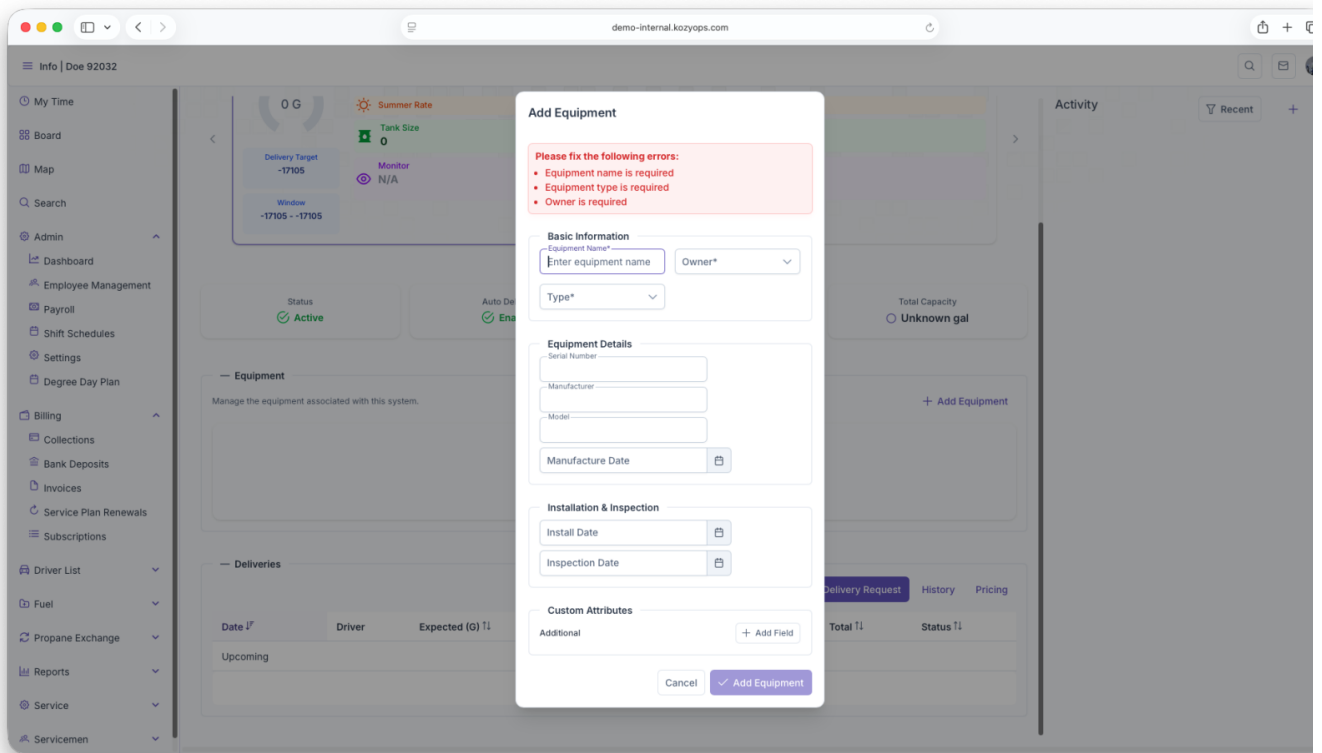 demo-internal.kozyops.com
Info | Doe 92032
My Time
Board
Map
Search
Admin
Dashboard
Employee Management
Payroll
Shift Schedules
Settings
Degree Day Plan
Billing
Collections
Bank Deposits
Invoices
Service Plan Renewals
Subscriptions
Driver List
Fuel
Propane Exchange
Reports
Service
Servicemen
0 G
Delivery Target
-17105
Window
-17105 - -17105
Summer Rate
Tank Size
0
Monitor
N/A
Status
Active
Auto De
Ena
Total Capacity
Unknown gal
Equipment
Manage the equipment associated with this system.
+ Add Equipment
Deliveries
Delivery Request History Pricing
Date Driver Expected (G) Total Status
Upcoming
Add Equipment
Please fix the following errors:
• Equipment name is required
• Equipment type is required
• Owner is required
Basic Information
Equipment Name*
Enter equipment name
Owner*
Type*
Equipment Details
Serial Number
Manufacturer
Model
Manufacture Date
Installation & Inspection
Install Date
Inspection Date
Custom Attributes
Additional
+ Add Field
Cancel
Add Equipment
Activity
Recent
+